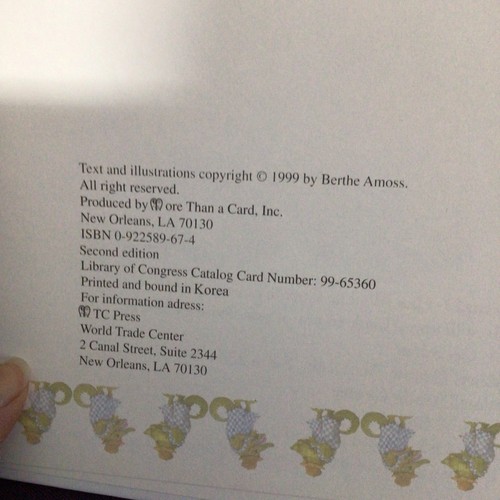 Text and illustrations copyright © 1999 by Berthe Amoss.
All right reserved.
Produced by More Than a Card, Inc.
New Orleans, LA 70130
ISBN 0-922589-67-4
Second edition
Library of Congress Catalog Card Number: 99-65360
Printed and bound in Korea
For information adress:
MTC Press
World Trade Center
2 Canal Street, Suite 2344
New Orleans, LA 70130